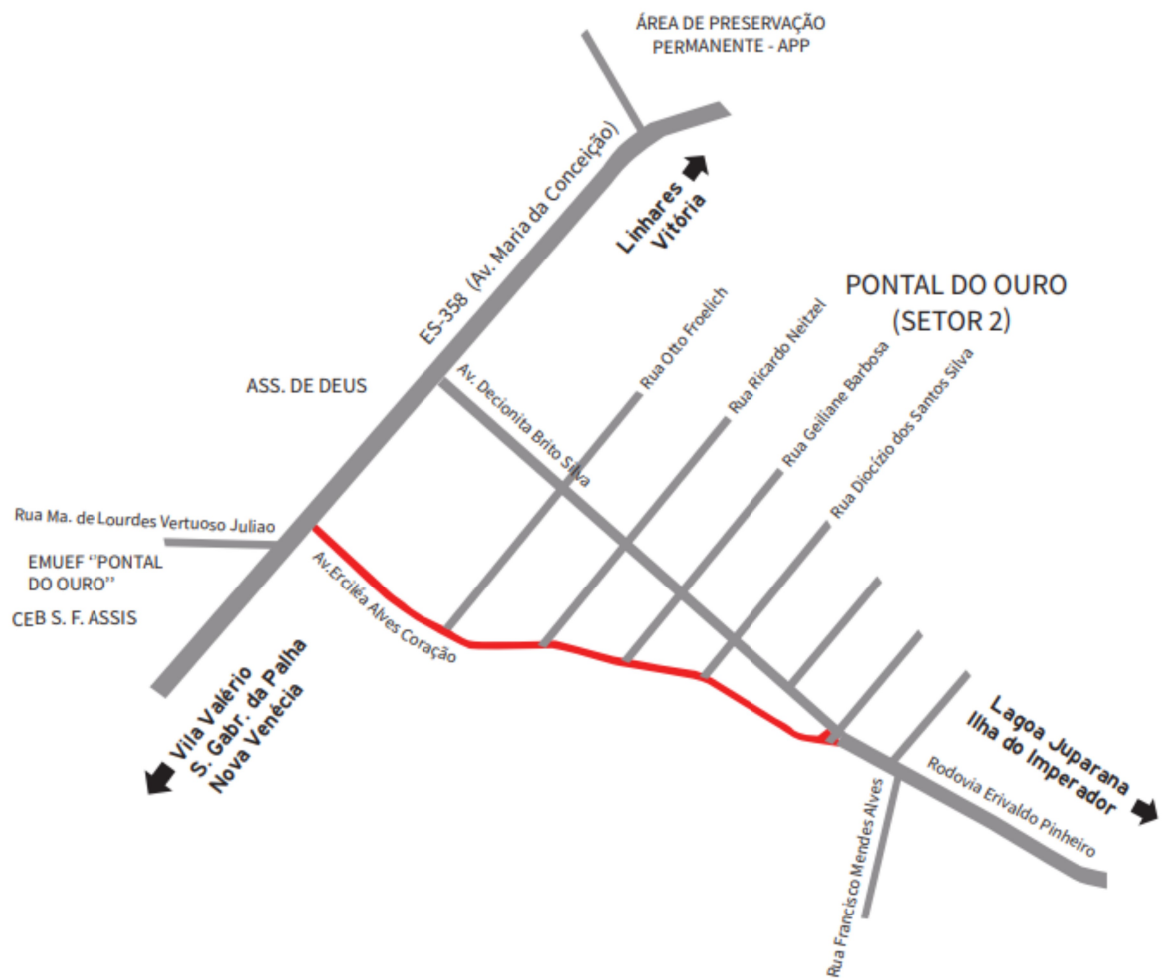 ÁREA DE PRESERVAÇÃO
PERMANENTE - APP
ES-358 (Av. Maria da Conceição)
Linhares
Vitória
PONTAL DO OURO
(SETOR 2)
Rua Otto Froelich
Rua Ricardo Neitzel
Rua Geiliane Barbosa
Rua Diocízio dos Santos Silva
ASS. DE DEUS
Av. Decionita Brito Silva
Rua Ma. de Lourdes Vertuoso Juliao
EMUEF "PONTAL
DO OURO"
CEB S. F. ASSIS
Av.Erciléa Alves Coração
Vila Valério
S. Gabr. da Palha
Nova Venécia
Lagoa Juparana
Ilha do Imperador
Rodovia Erivaldo Pinheiro
Rua Francisco Mendes Alves